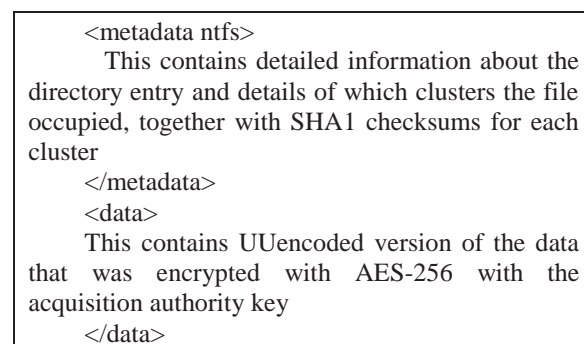 <metadata ntfs>
This contains detailed information about the
directory entry and details of which clusters the file
occupied, together with SHA1 checksums for each
cluster
</metadata>
<data>
This contains UUencoded version of the data
that was encrypted with AES-256 with the
acquisition authority key
</data>